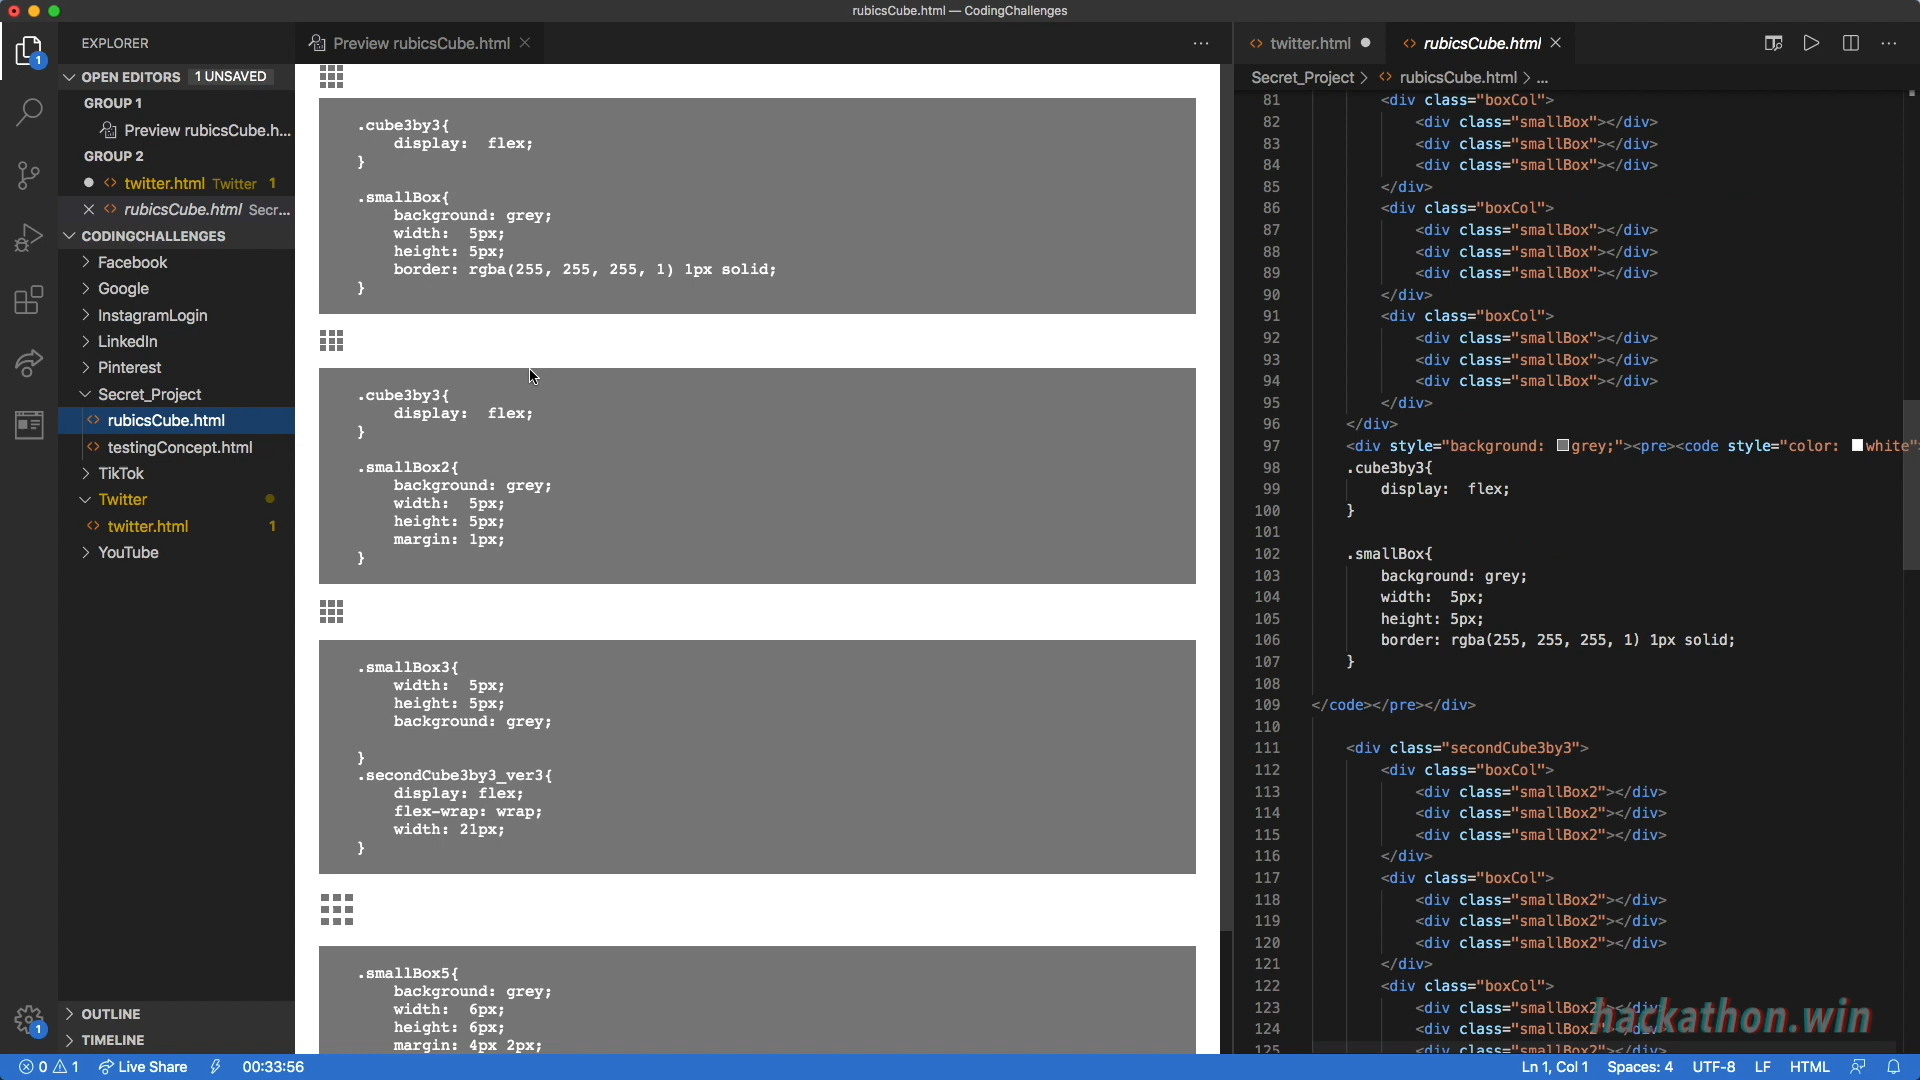 rubicsCube.html — CodingChallenges
EXPLORER
OPEN EDITORS 1 UNSAVED
GROUP 1
Preview rubicsCube.h...
GROUP 2
twitter.html Twitter 1
rubicsCube.html Secr...
CODINGCHALLENGES
Facebook
Google
InstagramLogin
LinkedIn
Pinterest
Secret_Project
rubicsCube.html
testingConcept.html
TikTok
Twitter
twitter.html 1
YouTube
OUTLINE
TIMELINE
1
1
Preview rubicsCube.html
.cube3by3{
display: flex;
}
.smallBox{
background: grey;
width: 5px;
height: 5px;
border: rgba(255, 255, 255, 1) 1px solid;
}
.cube3by3{
display: flex;
}
.smallBox2{
background: grey;
width: 5px;
height: 5px;
margin: 1px;
}
.smallBox3{
width: 5px;
height: 5px;
background: grey;
}
.secondCube3by3_ver3{
display: flex;
flex-wrap: wrap;
width: 21px;
}
.smallBox5{
background: grey;
width: 6px;
height: 6px;
margin: 4px 2px;
twitter.html
rubicsCube.html
Secret_Project > rubicsCube.html > ...
81 <div class="boxCol">
82 <div class="smallBox"></div>
83 <div class="smallBox"></div>
84 <div class="smallBox"></div>
85 </div>
86 <div class="boxCol">
87 <div class="smallBox"></div>
88 <div class="smallBox"></div>
89 <div class="smallBox"></div>
90 </div>
91 <div class="boxCol">
92 <div class="smallBox"></div>
93 <div class="smallBox"></div>
94 <div class="smallBox"></div>
95 </div>
96 </div>
97 <div style="background: grey;"><pre><code style="color: white"
98 .cube3by3{
99 display: flex;
100 }
101
102 .smallBox{
103 background: grey;
104 width: 5px;
105 height: 5px;
106 border: rgba(255, 255, 255, 1) 1px solid;
107 }
108
109 </code></pre></div>
110
111 <div class="secondCube3by3">
112 <div class="boxCol">
113 <div class="smallBox2"></div>
114 <div class="smallBox2"></div>
115 <div class="smallBox2"></div>
116 </div>
117 <div class="boxCol">
118 <div class="smallBox2"></div>
119 <div class="smallBox2"></div>
120 <div class="smallBox2"></div>
121 </div>
122 <div class="boxCol">
123 <div class="smallBox2"></div>
124 <div class="smallBox2"></div>
125 <div class="smallBox2"></div>
hackathon.win
0 1 Live Share 00:33:56
Ln 1, Col 1 Spaces: 4 UTF-8 LF HTML